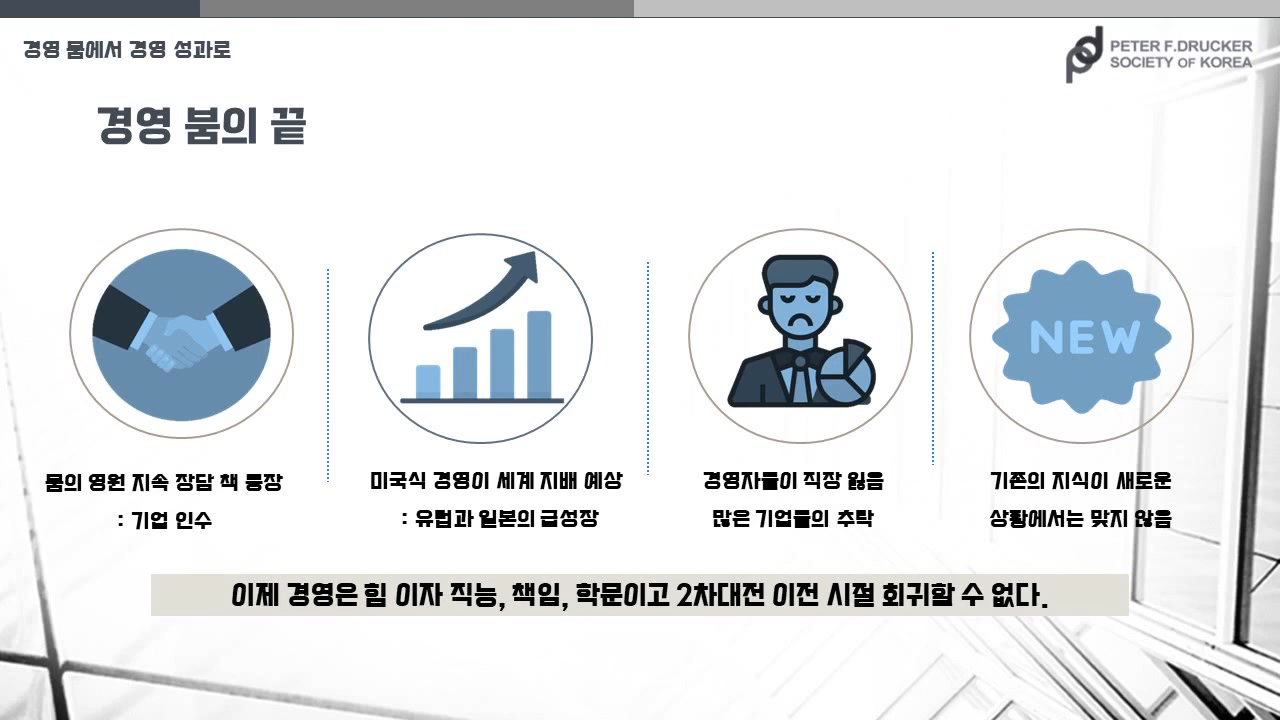 경영 붐에서 경영 성과로
PETER F.DRUCKER
SOCIETY OF KOREA
경영 붐의 끝
NEW
붐의 영원 지속 장담 책 등장
: 기업 인수
미국식 경영이 세계 지배 예상
: 유럽과 일본의 급성장
경영자들이 직장 잃음
많은 기업들의 추락
기존의 지식이 새로운
상황에서는 맞지 않음
이제 경영은 힘 이자 직능, 책임, 학문이고 2차대전 이전 시절 회귀할 수 없다.